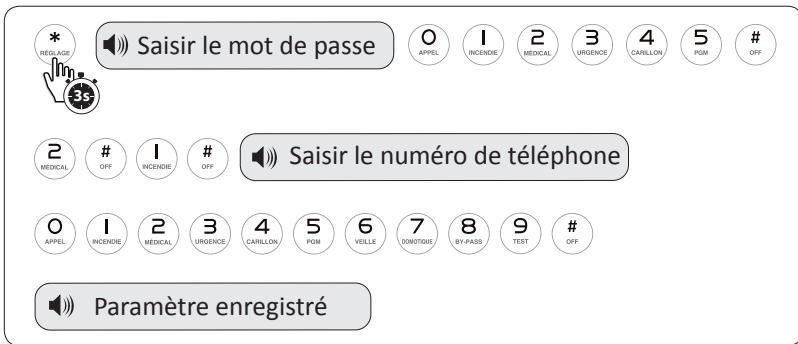 * Saisir le mot de passe 0 1 2 3 4 5 #
RÉGLAGE APPEL INCENDIE MÉDICAL URGENCE CARILLON PGM OFF
3s
2 # 1 # Saisir le numéro de téléphone
MÉDICAL OFF INCENDIE OFF
0 1 2 3 4 5 6 7 8 9 #
APPEL INCENDIE MÉDICAL URGENCE CARILLON PGM VEILLE DOMOTIQUE BY-PASS TEST OFF
Paramètre enregistré